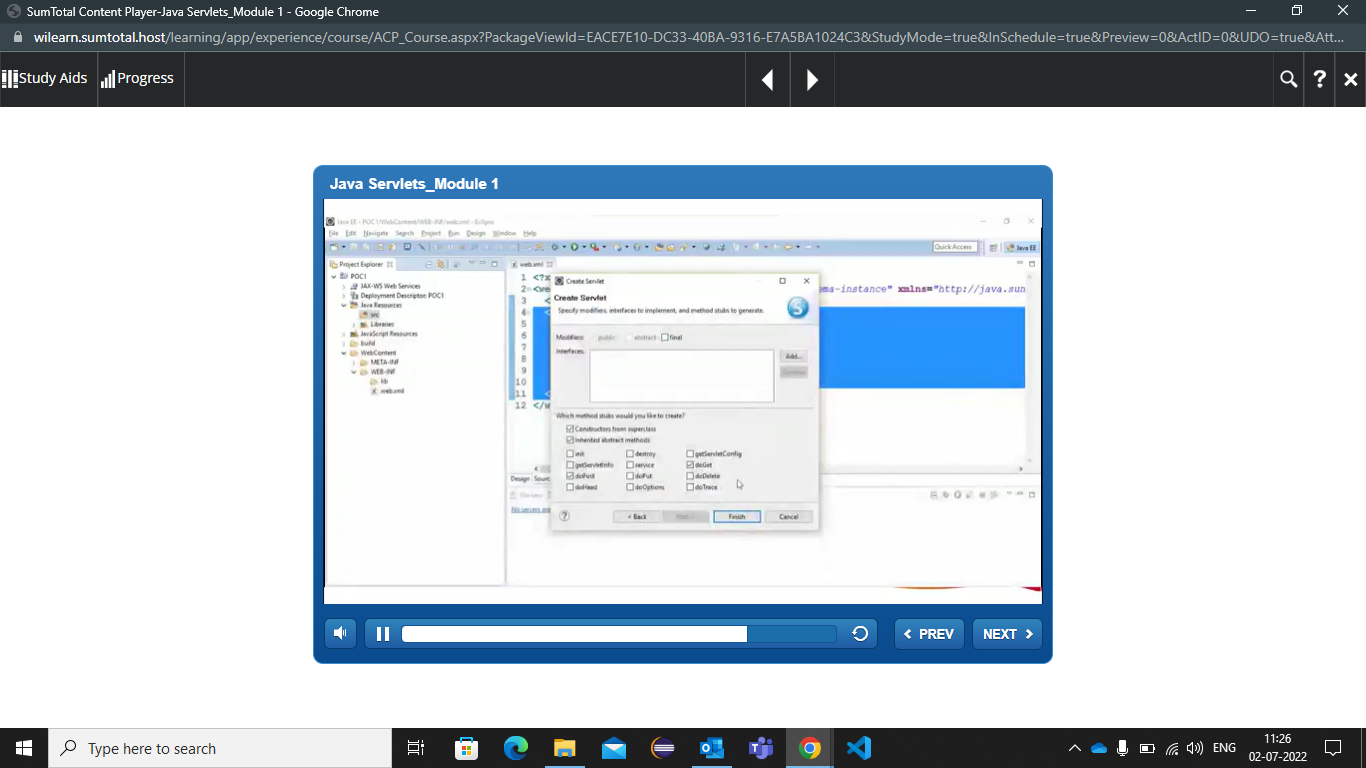 SumTotal Content Player-Java Servlets_Module 1 - Google Chrome
wilearn.sumtotal.host/learning/app/experience/course/ACP_Course.aspx?PackageViewId=EACE7E10-DC33-40BA-9316-E7A5BA1024C3&StudyMode=true&InSchedule=true&Preview=0&ActID=0&UDO=true&Att...
Study Aids Progress ?
Java Servlets_Module 1
Java EE - POC1/WebContent/WEB-INF/web.xml - Eclipse
File Edit Navigate Search Project Run Design Window Help
Quick Access Java EE
Project Explorer
web.xml
POC1
JAX-WS Web Services
Deployment Descriptor: POC1
Java Resources
src
Libraries
JavaScript Resources
build
WebContent
META-INF
WEB-INF
lib
web.xml
1 <?x
2 <we
3 <
4 <
5
6
7
8
9
10
11 <
12 </w
ma-instance" xmlns="http://java.sun
Design Sourc
No servers are
Create Servlet
Create Servlet
Specify modifiers, interfaces to implement, and method stubs to generate.
S
Modifiers: public abstract final
Interfaces:
Add...
Which method stubs would you like to create?
Constructors from superclass
Inherited abstract methods
init destroy getServletConfig
getServletInfo service doGet
doPost doPut doDelete
doHead doOptions doTrace
? < Back Next > Finish Cancel
PREV NEXT
Type here to search
ENG
11:26
02-07-2022